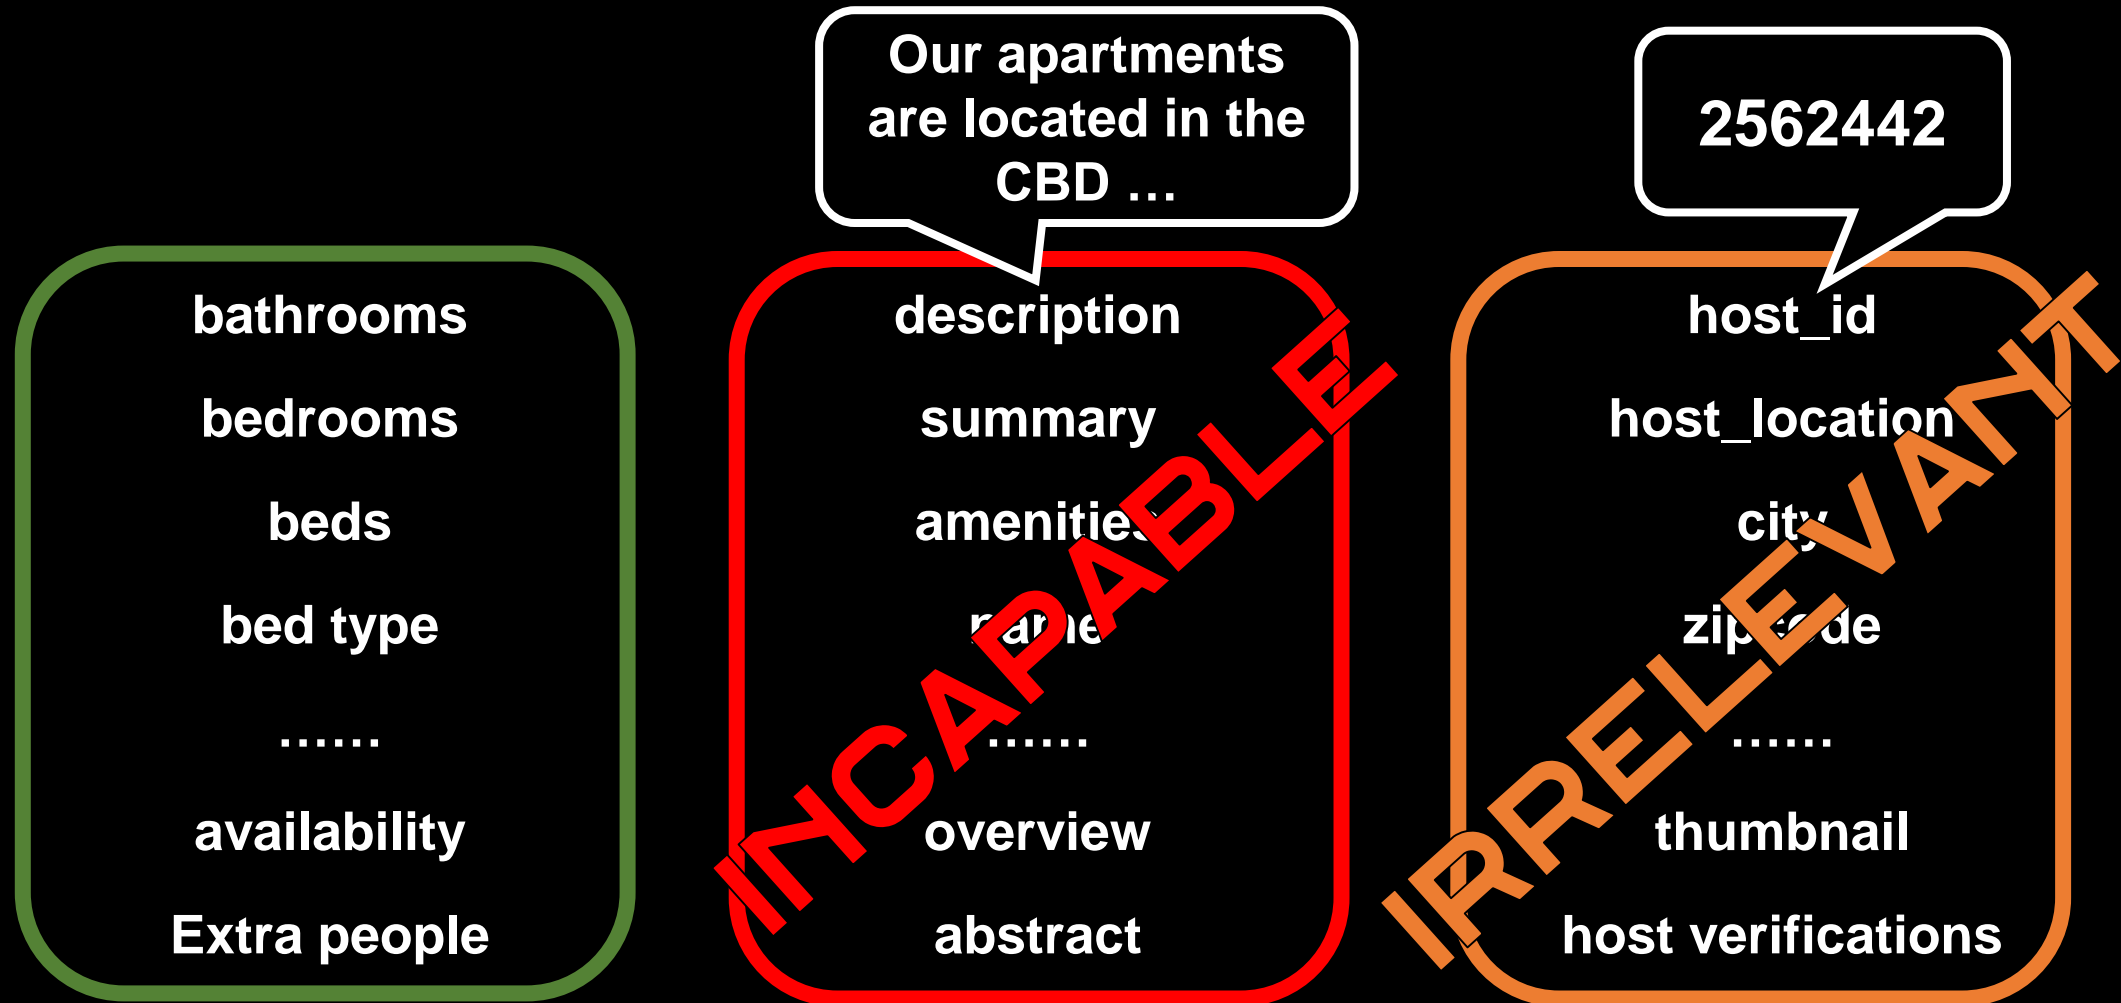 Our apartments
are located in the
CBD ...
2562442
bathrooms
bedrooms
beds
bed type
......
availability
Extra people
description
summary
amenities
name
......
overview
abstract
INCAPABLE
host_id
host_location
city
zipcode
......
thumbnail
host verifications
IRRELEVANT